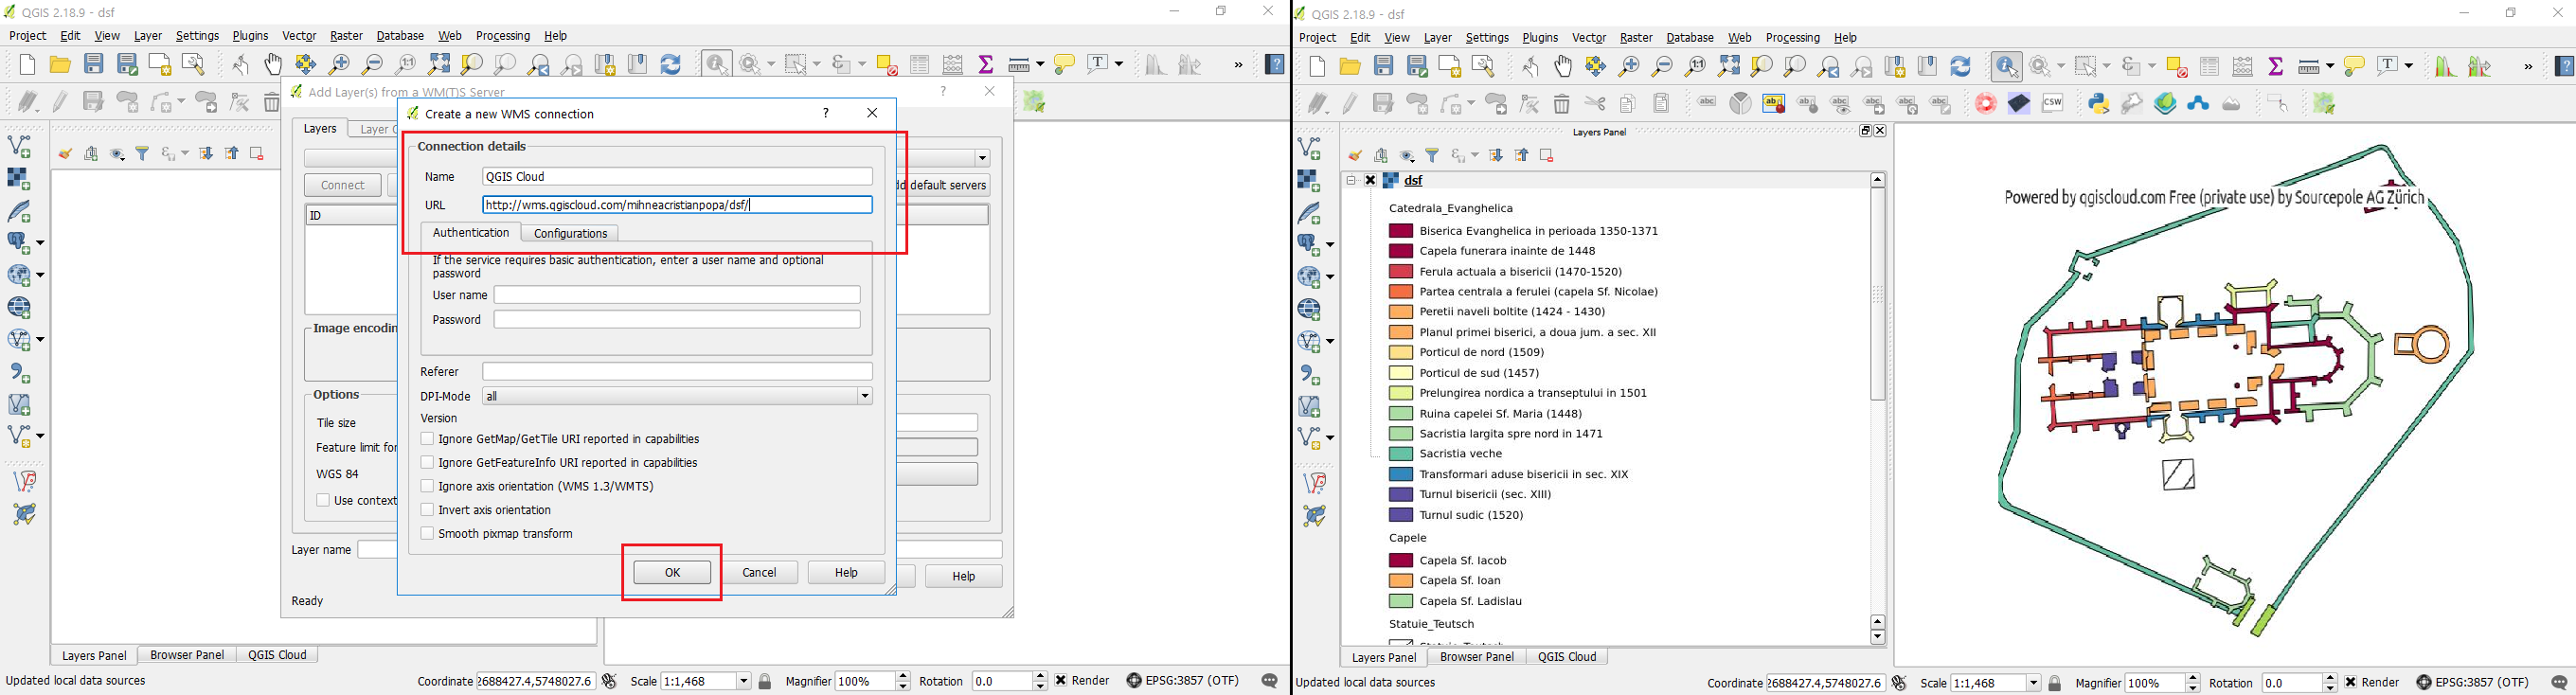 QGIS 2.18.9 - dsf
Project Edit View Layer Settings Plugins Vector Raster Database Web Processing Help
Add Layer(s) from a WM(T)S Server
Create a new WMS connection
Layers
Connection details
Name QGIS Cloud
Connect
URL http://wms.qgiscloud.com/mihneacristianpopa/dsf/
default servers
ID
Authentication Configurations
If the service requires basic authentication, enter a user name and optional
password
User name
Password
Image
Referer
DPI-Mode all
Options
Version
Tile size
Ignore GetMap/GetTile URI reported in capabilities
Feature limit for
Ignore GetFeatureInfo URI reported in capabilities
WGS 84
Ignore axis orientation (WMS 1.3/WMTS)
Use context
Invert axis orientation
Smooth pixmap transform
Layer name
OK Cancel Help
Help
Ready
Layers Panel Browser Panel QGIS Cloud
Updated local data sources Coordinate 2688427.4,5748027.6 Scale 1:1,468 Magnifier 100% Rotation 0.0 Render EPSG:3857 (OTF)
QGIS 2.18.9 - dsf
Project Edit View Layer Settings Plugins Vector Raster Database Web Processing Help
Layers Panel
dsf
Catedrala_Evanghelica
Biserica Evanghelica in perioada 1350-1371
Capela funerara inainte de 1448
Ferula actuala a bisericii (1470-1520)
Partea centrala a ferulei (capela Sf. Nicolae)
Peretii naveli boltite (1424 - 1430)
Planul primei biserici, a doua jum. a sec. XII
Porticul de nord (1509)
Porticul de sud (1457)
Prelungirea nordica a transeptului in 1501
Ruina capelei Sf. Maria (1448)
Sacristia largita spre nord in 1471
Sacristia veche
Transformari aduse bisericii in sec. XIX
Turnul bisericii (sec. XIII)
Turnul sudic (1520)
Capele
Capela Sf. Iacob
Capela Sf. Ioan
Capela Sf. Ladislau
Statuie_Teutsch
Powered by qgiscloud.com Free (private use) by Sourcepole AG Zürich
Layers Panel Browser Panel QGIS Cloud
Updated local data sources Coordinate 2688427.4,5748027.6 Scale 1:1,468 Magnifier 100% Rotation 0.0 Render EPSG:3857 (OTF)